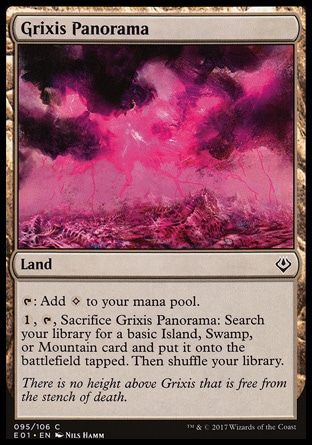 Grixis Panorama
Land
: Add to your mana pool.
1, , Sacrifice Grixis Panorama: Search
your library for a basic Island, Swamp,
or Mountain card and put it onto the
battlefield tapped. Then shuffle your library.
There is no height above Grixis that is free from
the stench of death.
095/106 C
E01 • EN NILS HAMM
™ & © 2017 Wizards of the Coast